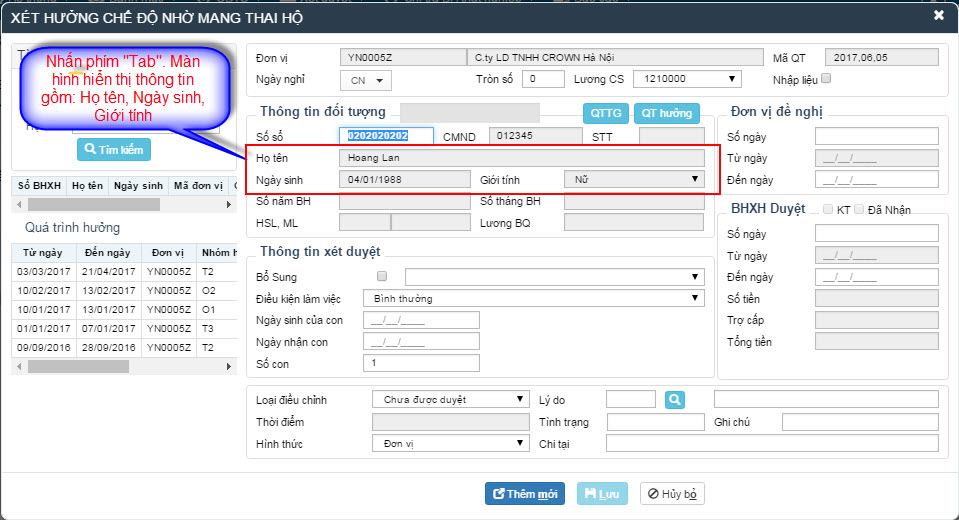 XÉT HƯỞNG CHẾ ĐỘ NHỜ MANG THAI HỘ
Nhấn phím "Tab". Màn
hình hiển thị thông tin
gồm: Họ tên, Ngày sinh,
Giới tính
Tìm kiếm
Số BHXH Họ tên Ngày sinh Mã đơn vị
Quá trình hưởng
Từ ngày Đến ngày Đơn vị Nhóm h
03/03/2017 21/04/2017 YN0005Z T2
10/02/2017 13/02/2017 YN0005Z O2
10/01/2017 13/01/2017 YN0005Z O1
01/01/2017 07/01/2017 YN0005Z T3
09/09/2016 28/09/2016 YN0005Z T2
Đơn vị YN0005Z C.ty LD TNHH CROWN Hà Nội Mã QT 2017,06,05
Ngày nghỉ CN Tròn số 0 Lương CS 1210000 Nhập liệu
Thông tin đối tượng QTTG QT hưởng
Số sổ 0202020202 CMND 012345 STT
Họ tên Hoang Lan
Ngày sinh 04/01/1988 Giới tính Nữ
Số năm BH Số tháng BH
HSL, ML Lương BQ
Thông tin xét duyệt
Bổ Sung
Điều kiện làm việc Bình thường
Ngày sinh của con __/__/____
Ngày nhận con __/__/____
Số con 1
Đơn vị đề nghị
Số ngày
Từ ngày __/__/____
Đến ngày __/__/____
BHXH Duyệt KT Đã Nhận
Số ngày
Từ ngày __/__/____
Đến ngày __/__/____
Số tiền
Trợ cấp
Tổng tiền
Loại điều chỉnh Chưa được duyệt Lý do
Thời điểm Tình trạng Ghi chú
Hình thức Đơn vị Chi tại
Thêm mới Lưu Hủy bỏ